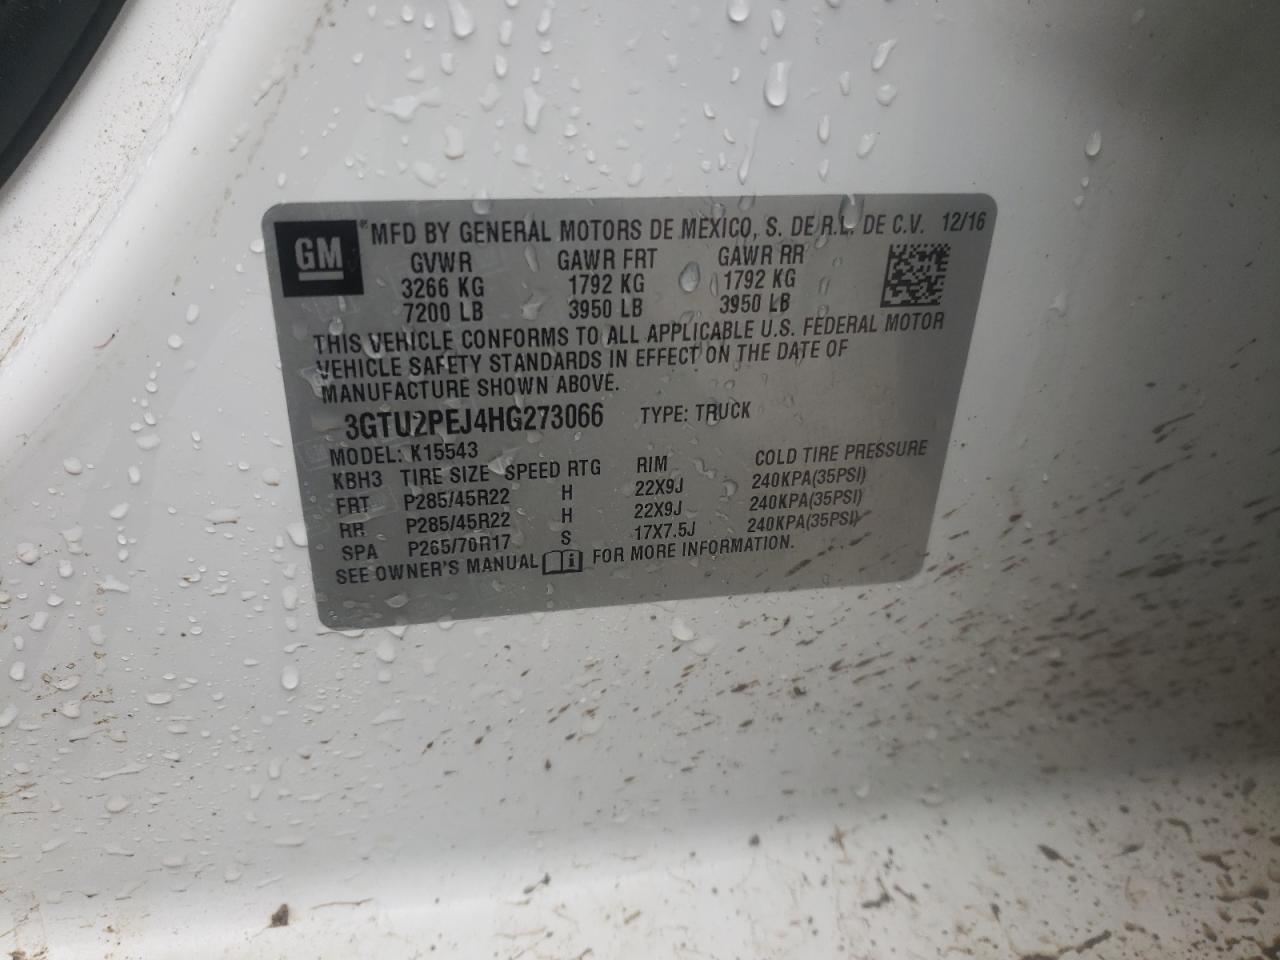 GM ® MFD BY GENERAL MOTORS DE MEXICO, S. DE R.L. DE C.V. 12/16
GVWR GAWR FRT GAWR RR
3266 KG 1792 KG 1792 KG
7200 LB 3950 LB 3950 LB
THIS VEHICLE CONFORMS TO ALL APPLICABLE U.S. FEDERAL MOTOR
VEHICLE SAFETY STANDARDS IN EFFECT ON THE DATE OF
MANUFACTURE SHOWN ABOVE.
3GTU2PEJ4HG273066 TYPE: TRUCK
MODEL: K15543
KBH3 TIRE SIZE SPEED RTG RIM COLD TIRE PRESSURE
FRT P285/45R22 H 22X9J 240KPA(35PSI)
RR P285/45R22 H 22X9J 240KPA(35PSI)
SPA P265/70R17 S 17X7.5J 240KPA(35PSI)
SEE OWNER'S MANUAL i FOR MORE INFORMATION.